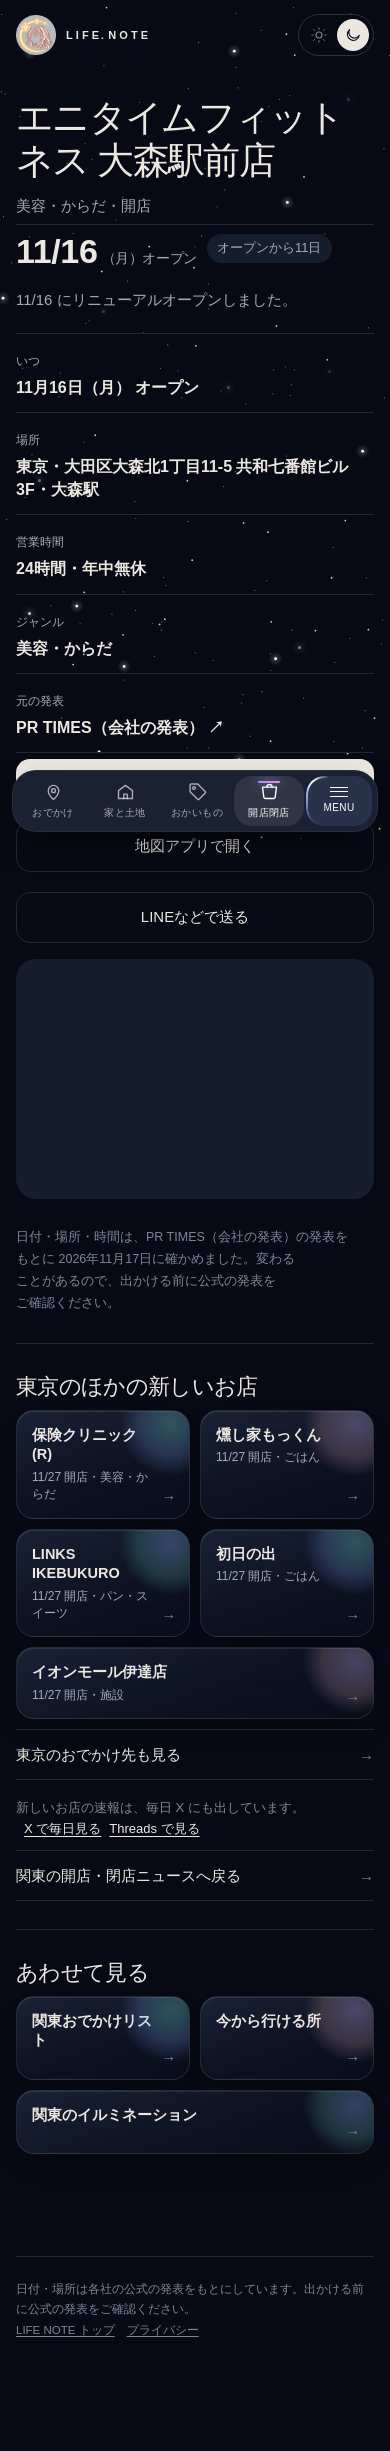 LIFE.NOTE
エニタイムフィット
ネス 大森駅前店
美容・からだ・開店
11/16（月）オープン オープンから11日
11/16 にリニューアルオープンしました。
いつ
11月16日（月） オープン
場所
東京・大田区大森北1丁目11-5 共和七番館ビル
3F・大森駅
営業時間
24時間・年中無休
ジャンル
美容・からだ
元の発表
PR TIMES（会社の発表） ↗
おでかけ 家と土地 おかいもの 開店閉店 MENU
地図アプリで開く
LINEなどで送る
日付・場所・時間は、PR TIMES（会社の発表）の発表を
もとに 2026年11月17日に確かめました。変わる
ことがあるので、出かける前に公式の発表を
ご確認ください。
東京のほかの新しいお店
保険クリニック
(R)
11/27 開店・美容・か
らだ
→
燻し家もっくん
11/27 開店・ごはん
→
LINKS
IKEBUKURO
11/27 開店・パン・ス
イーツ
→
初日の出
11/27 開店・ごはん
→
イオンモール伊達店
11/27 開店・施設
→
東京のおでかけ先も見る →
新しいお店の速報は、毎日 X にも出しています。
X で毎日見る Threads で見る
関東の開店・閉店ニュースへ戻る →
あわせて見る
関東おでかけリス
ト
→
今から行ける所
→
関東のイルミネーション
→
日付・場所は各社の公式の発表をもとにしています。出かける前
に公式の発表をご確認ください。
LIFE NOTE トップ プライバシー